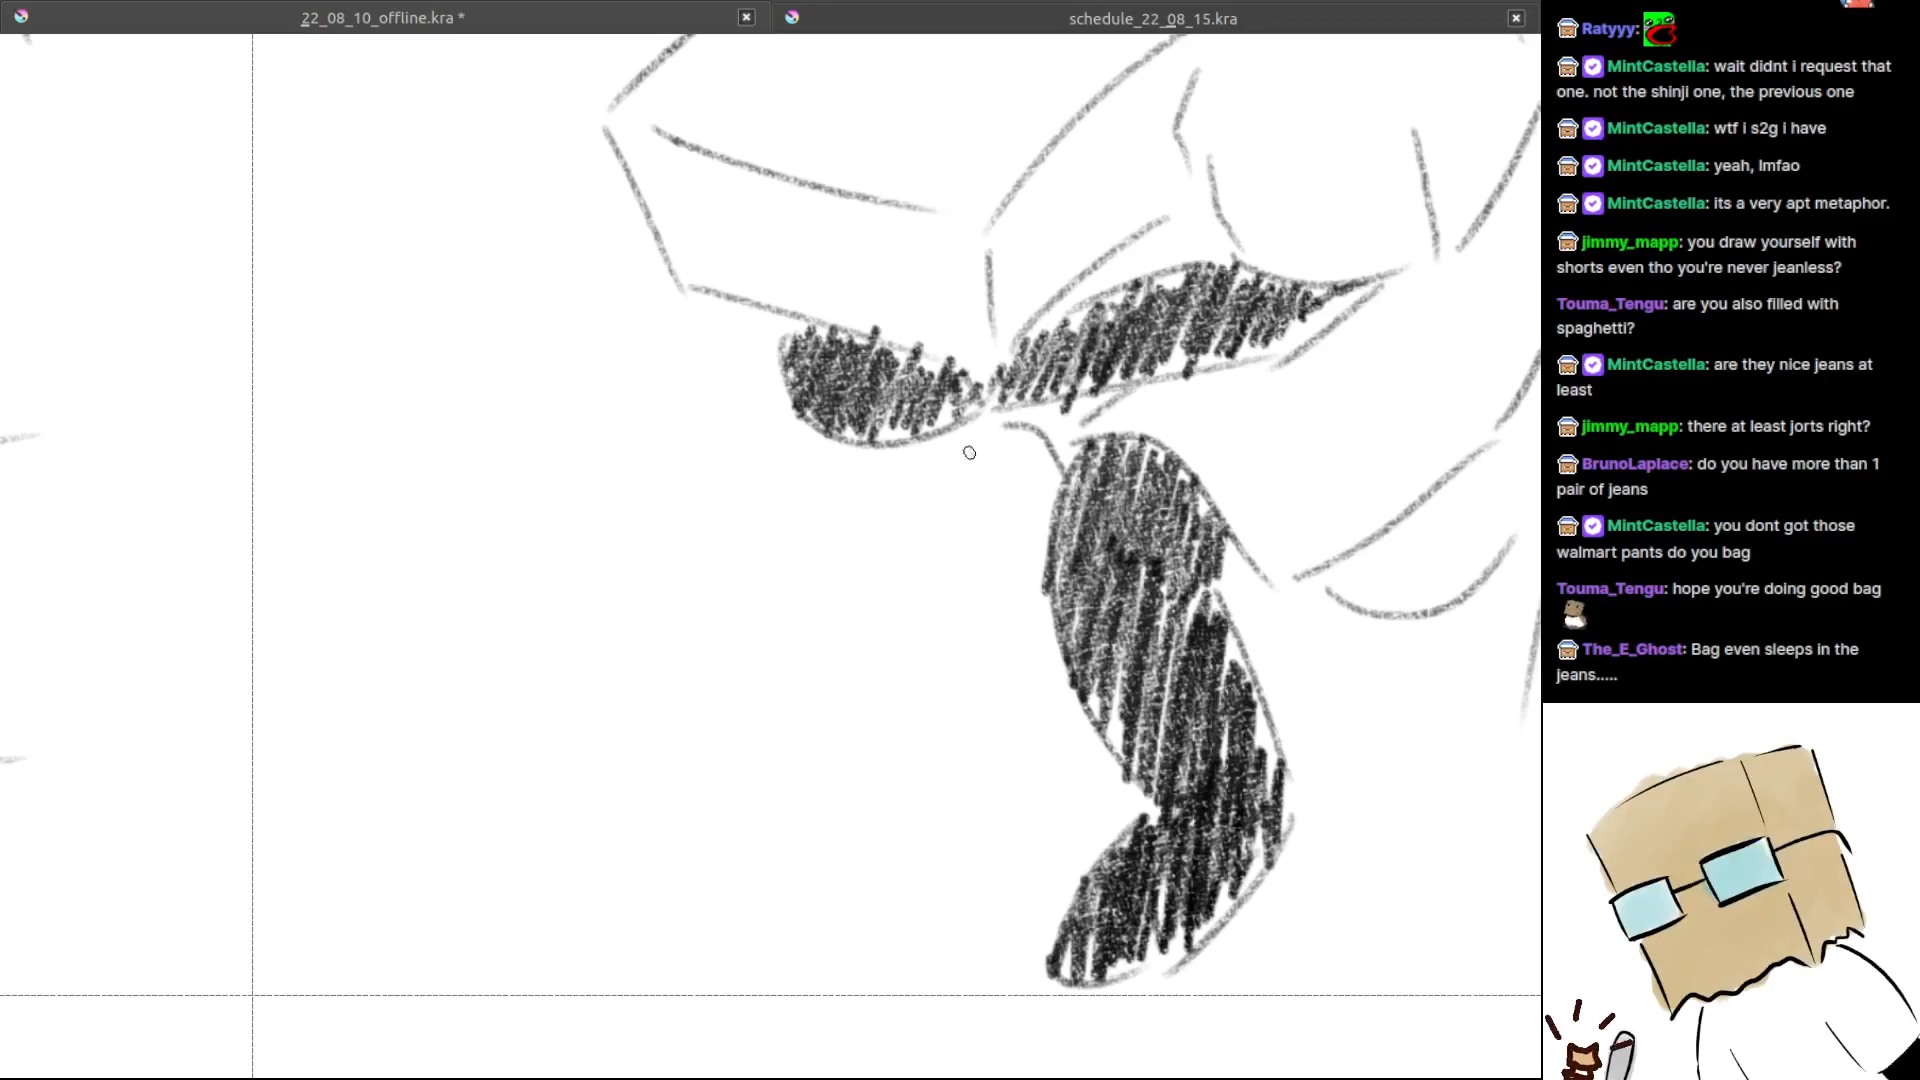 22_08_10_offline.kra *
schedule_22_08_15.kra
Ratyyy:
MintCastella: wait didnt i request that
one. not the shinji one, the previous one
MintCastella: wtf i s2g i have
MintCastella: yeah, lmfao
MintCastella: its a very apt metaphor.
jimmy_mapp: you draw yourself with
shorts even tho you're never jeanless?
Touma_Tengu: are you also filled with
spaghetti?
MintCastella: are they nice jeans at
least
jimmy_mapp: there at least jorts right?
BrunoLaplace: do you have more than 1
pair of jeans
MintCastella: you dont got those
walmart pants do you bag
Touma_Tengu: hope you're doing good bag
The_E_Ghost: Bag even sleeps in the
jeans.....